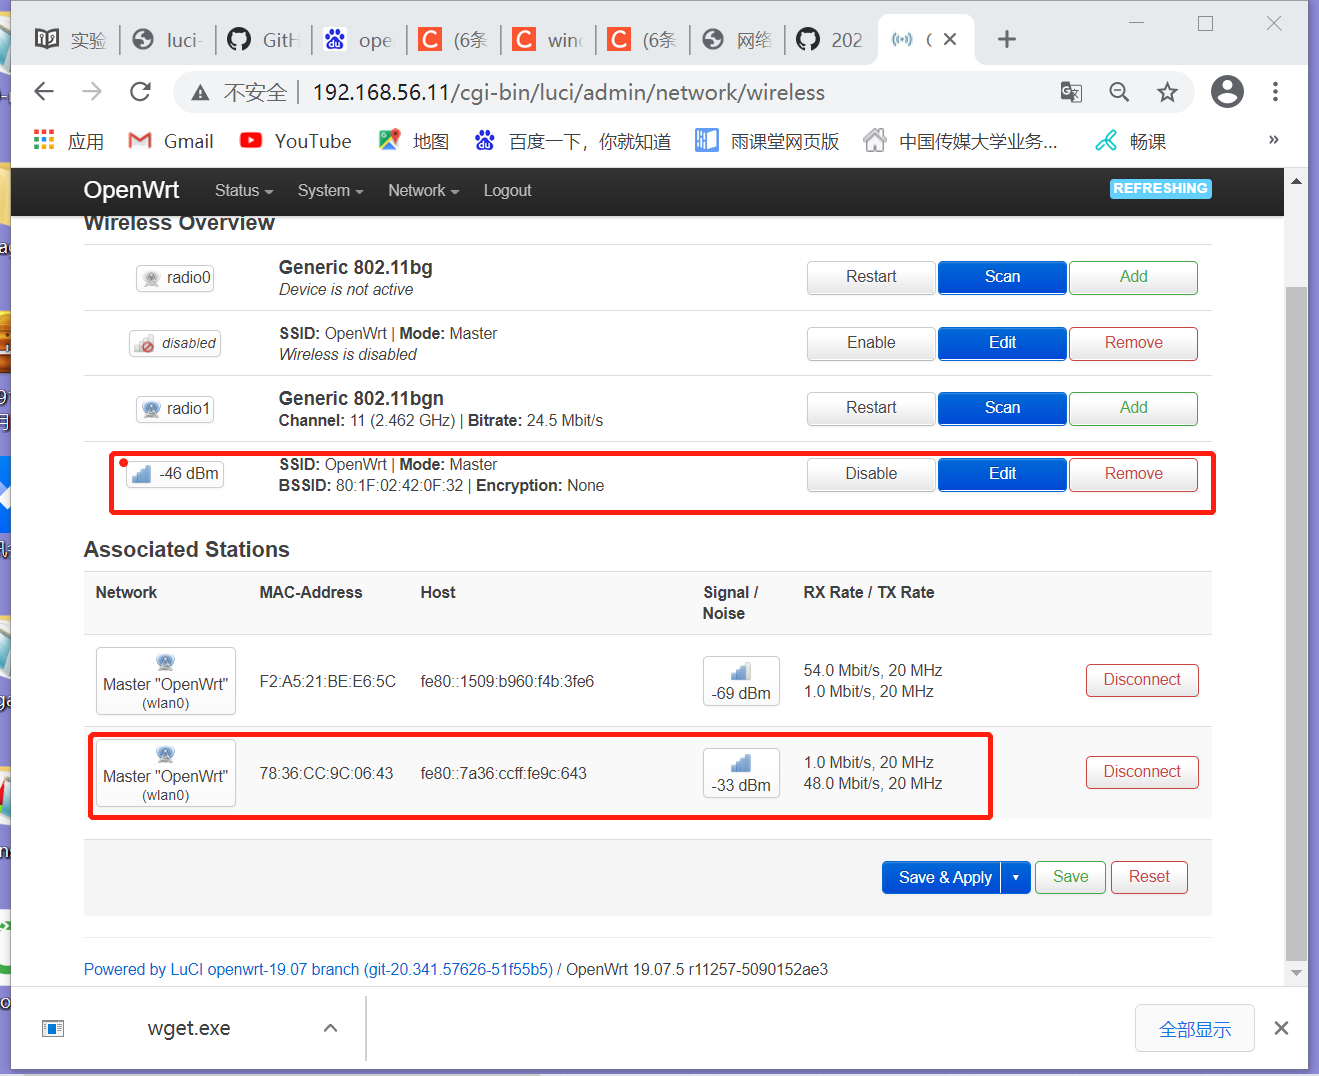 实验 luci- GitH ope (6条 wind (6条 网络 202
不安全 192.168.56.11/cgi-bin/luci/admin/network/wireless
应用 Gmail YouTube 地图 百度一下，你就知道 雨课堂网页版 中国传媒大学业务... 畅课 »
OpenWrt Status System Network Logout REFRESHING
Wireless Overview
radio0 Generic 802.11bg Restart Scan Add
Device is not active
disabled SSID: OpenWrt | Mode: Master Enable Edit Remove
Wireless is disabled
radio1 Generic 802.11bgn Restart Scan Add
Channel: 11 (2.462 GHz) | Bitrate: 24.5 Mbit/s
-46 dBm SSID: OpenWrt | Mode: Master Disable Edit Remove
BSSID: 80:1F:02:42:0F:32 | Encryption: None
Associated Stations
Network MAC-Address Host Signal / Noise RX Rate / TX Rate
Master "OpenWrt" (wlan0) F2:A5:21:BE:E6:5C fe80::1509:b960:f4b:3fe6 -69 dBm 54.0 Mbit/s, 20 MHz
1.0 Mbit/s, 20 MHz Disconnect
Master "OpenWrt" (wlan0) 78:36:CC:9C:06:43 fe80::7a36:ccff:fe9c:643 -33 dBm 1.0 Mbit/s, 20 MHz
48.0 Mbit/s, 20 MHz Disconnect
Save & Apply Save Reset
Powered by LuCI openwrt-19.07 branch (git-20.341.57626-51f55b5) / OpenWrt 19.07.5 r11257-5090152ae3
wget.exe 全部显示